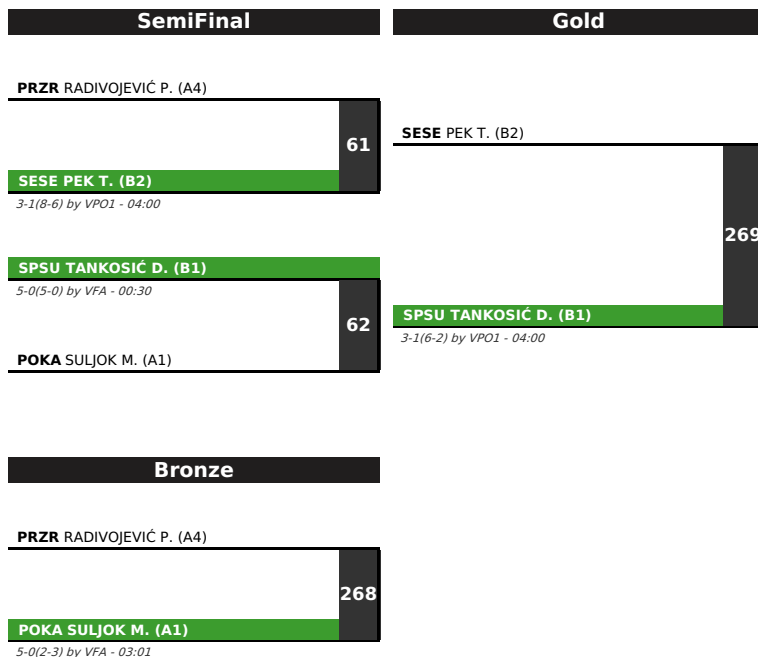 SemiFinal
PRZR RADIVOJEVIĆ P. (A4)
61
SESE PEK T. (B2)
3-1(8-6) by VPO1 - 04:00
SPSU TANKOSIĆ D. (B1)
5-0(5-0) by VFA - 00:30
62
POKA SULJOK M. (A1)
Gold
SESE PEK T. (B2)
269
SPSU TANKOSIĆ D. (B1)
3-1(6-2) by VPO1 - 04:00
Bronze
PRZR RADIVOJEVIĆ P. (A4)
268
POKA SULJOK M. (A1)
5-0(2-3) by VFA - 03:01